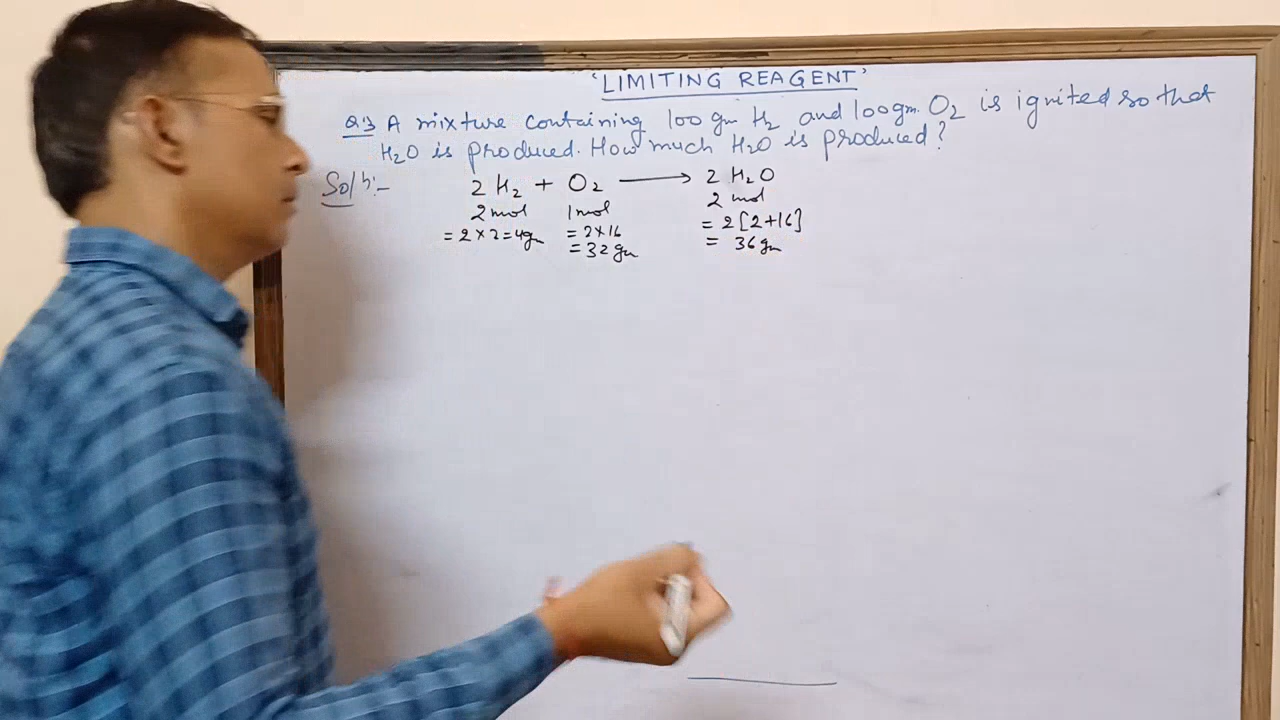 'LIMITING REAGENT'
Q.3 A mixture containing 100 gm H₂ and 100gm. O₂ is ignited so that
H₂O is produced. How much H₂O is produced?
Solⁿ:- 2 H₂ + O₂ ⟶ 2 H₂O
2 mol 1 mol 2 mol
= 2×2 = 4gm = 2×16 = 2[2+16]
= 32 gm = 36 gm